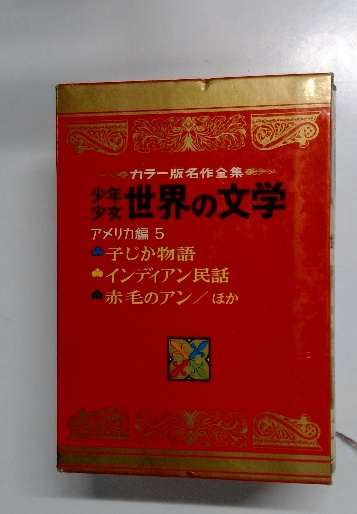 カラー版名作全集
少年少女世界の文学
アメリカ編 5
子じか物語
インディアン民話
赤毛のアン/ほか